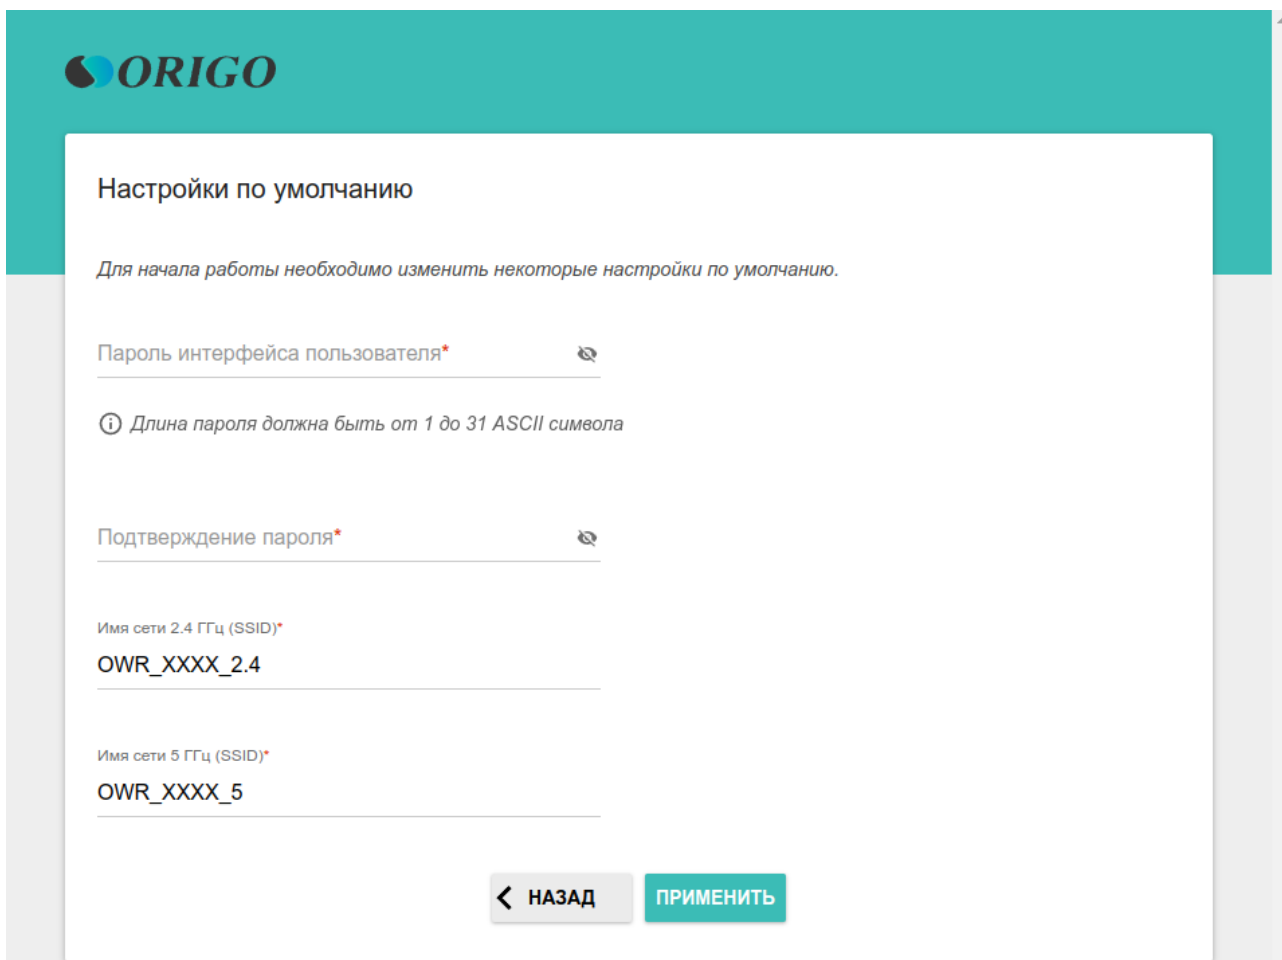 ORIGO
Настройки по умолчанию
Для начала работы необходимо изменить некоторые настройки по умолчанию.
Пароль интерфейса пользователя*
Длина пароля должна быть от 1 до 31 ASCII символа
Подтверждение пароля*
Имя сети 2.4 ГГц (SSID)*
OWR_XXXX_2.4
Имя сети 5 ГГц (SSID)*
OWR_XXXX_5
НАЗАД
ПРИМЕНИТЬ